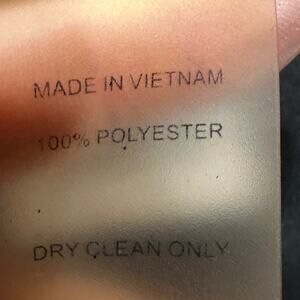 MADE IN VIETNAM
100% POLYESTER
DRY CLEAN ONLY